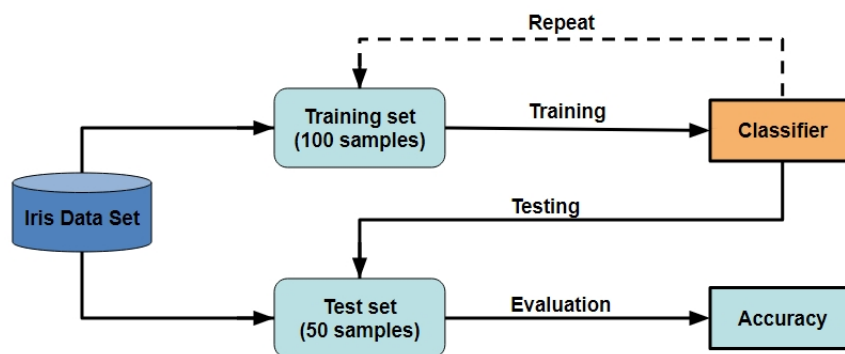 Repeat
Training set
(100 samples)
Training
Classifier
Iris Data Set
Testing
Test set
(50 samples)
Evaluation
Accuracy